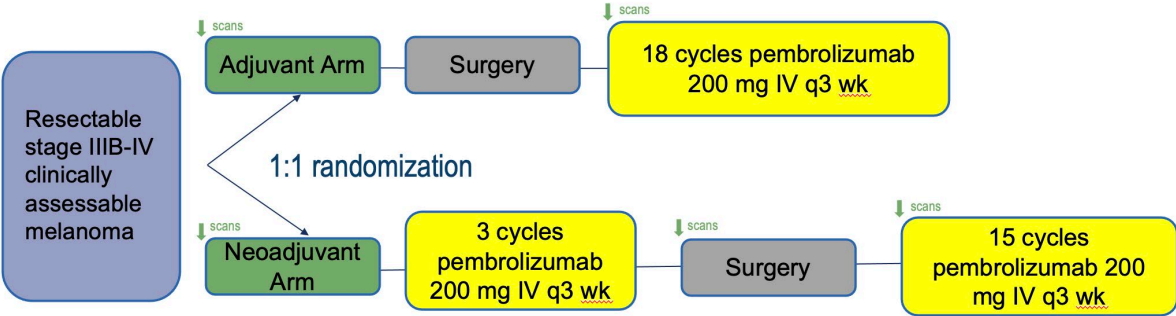 Resectable
stage IIIB-IV
clinically
assessable
melanoma
scans
Adjuvant Arm
Surgery
scans
18 cycles pembrolizumab
200 mg IV q3 wk
1:1 randomization
scans
Neoadjuvant
Arm
3 cycles
pembrolizumab
200 mg IV q3 wk
scans
Surgery
scans
15 cycles
pembrolizumab 200
mg IV q3 wk